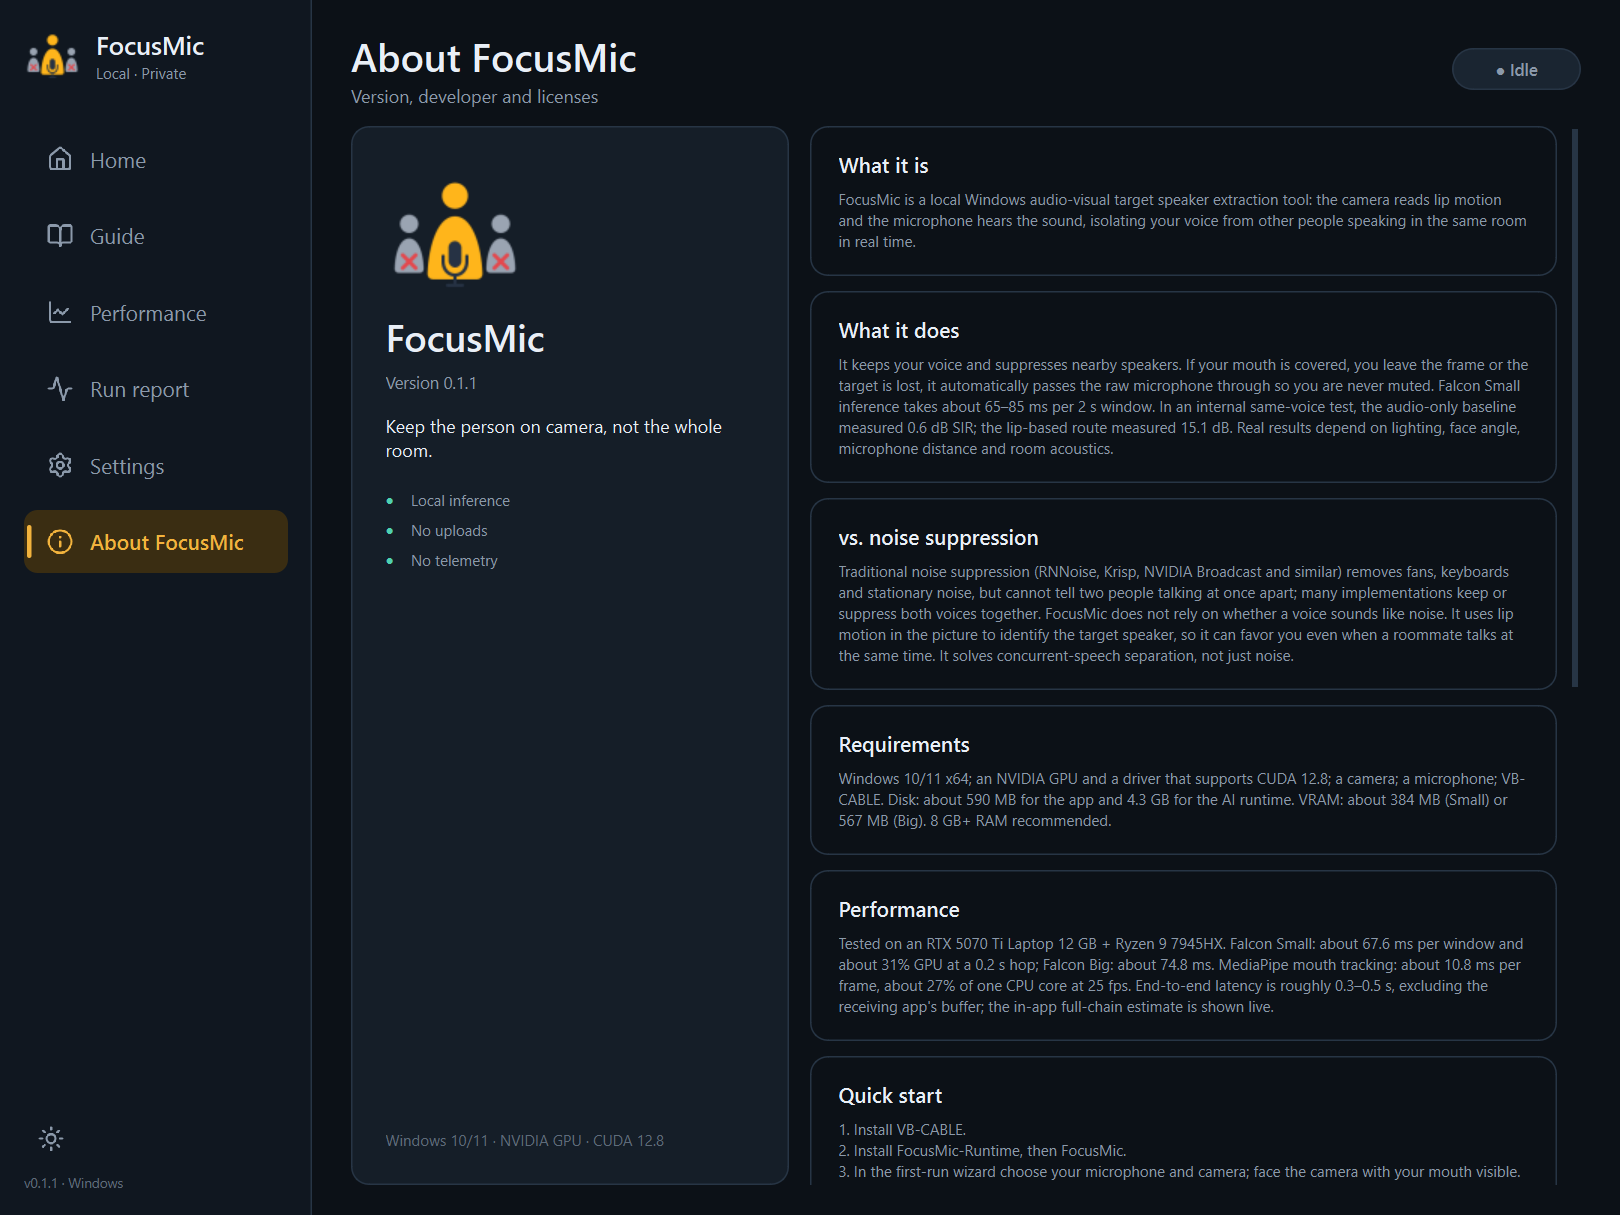 FocusMic
Local · Private
Home
Guide
Performance
Run report
Settings
About FocusMic
v0.1.1 · Windows
About FocusMic
Version, developer and licenses
● Idle
FocusMic
Version 0.1.1
Keep the person on camera, not the whole
room.
• Local inference
• No uploads
• No telemetry
Windows 10/11 · NVIDIA GPU · CUDA 12.8
What it is
FocusMic is a local Windows audio-visual target speaker extraction tool: the camera reads lip motion
and the microphone hears the sound, isolating your voice from other people speaking in the same room
in real time.
What it does
It keeps your voice and suppresses nearby speakers. If your mouth is covered, you leave the frame or the
target is lost, it automatically passes the raw microphone through so you are never muted. Falcon Small
inference takes about 65–85 ms per 2 s window. In an internal same-voice test, the audio-only baseline
measured 0.6 dB SIR; the lip-based route measured 15.1 dB. Real results depend on lighting, face angle,
microphone distance and room acoustics.
vs. noise suppression
Traditional noise suppression (RNNoise, Krisp, NVIDIA Broadcast and similar) removes fans, keyboards
and stationary noise, but cannot tell two people talking at once apart; many implementations keep or
suppress both voices together. FocusMic does not rely on whether a voice sounds like noise. It uses lip
motion in the picture to identify the target speaker, so it can favor you even when a roommate talks at
the same time. It solves concurrent-speech separation, not just noise.
Requirements
Windows 10/11 x64; an NVIDIA GPU and a driver that supports CUDA 12.8; a camera; a microphone; VB-
CABLE. Disk: about 590 MB for the app and 4.3 GB for the AI runtime. VRAM: about 384 MB (Small) or
567 MB (Big). 8 GB+ RAM recommended.
Performance
Tested on an RTX 5070 Ti Laptop 12 GB + Ryzen 9 7945HX. Falcon Small: about 67.6 ms per window and
about 31% GPU at a 0.2 s hop; Falcon Big: about 74.8 ms. MediaPipe mouth tracking: about 10.8 ms per
frame, about 27% of one CPU core at 25 fps. End-to-end latency is roughly 0.3–0.5 s, excluding the
receiving app's buffer; the in-app full-chain estimate is shown live.
Quick start
1. Install VB-CABLE.
2. Install FocusMic-Runtime, then FocusMic.
3. In the first-run wizard choose your microphone and camera; face the camera with your mouth visible.